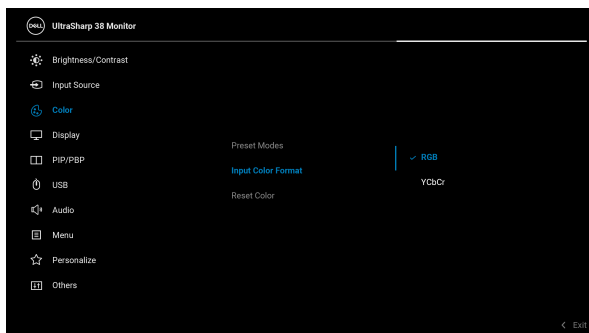 DELL
UltraSharp 38 Monitor
Brightness/Contrast
Input Source
Color
Display
PIP/PBP
USB
Audio
Menu
Personalize
Others
Preset Modes
Input Color Format
Reset Color
RGB
YCbCr
Exit